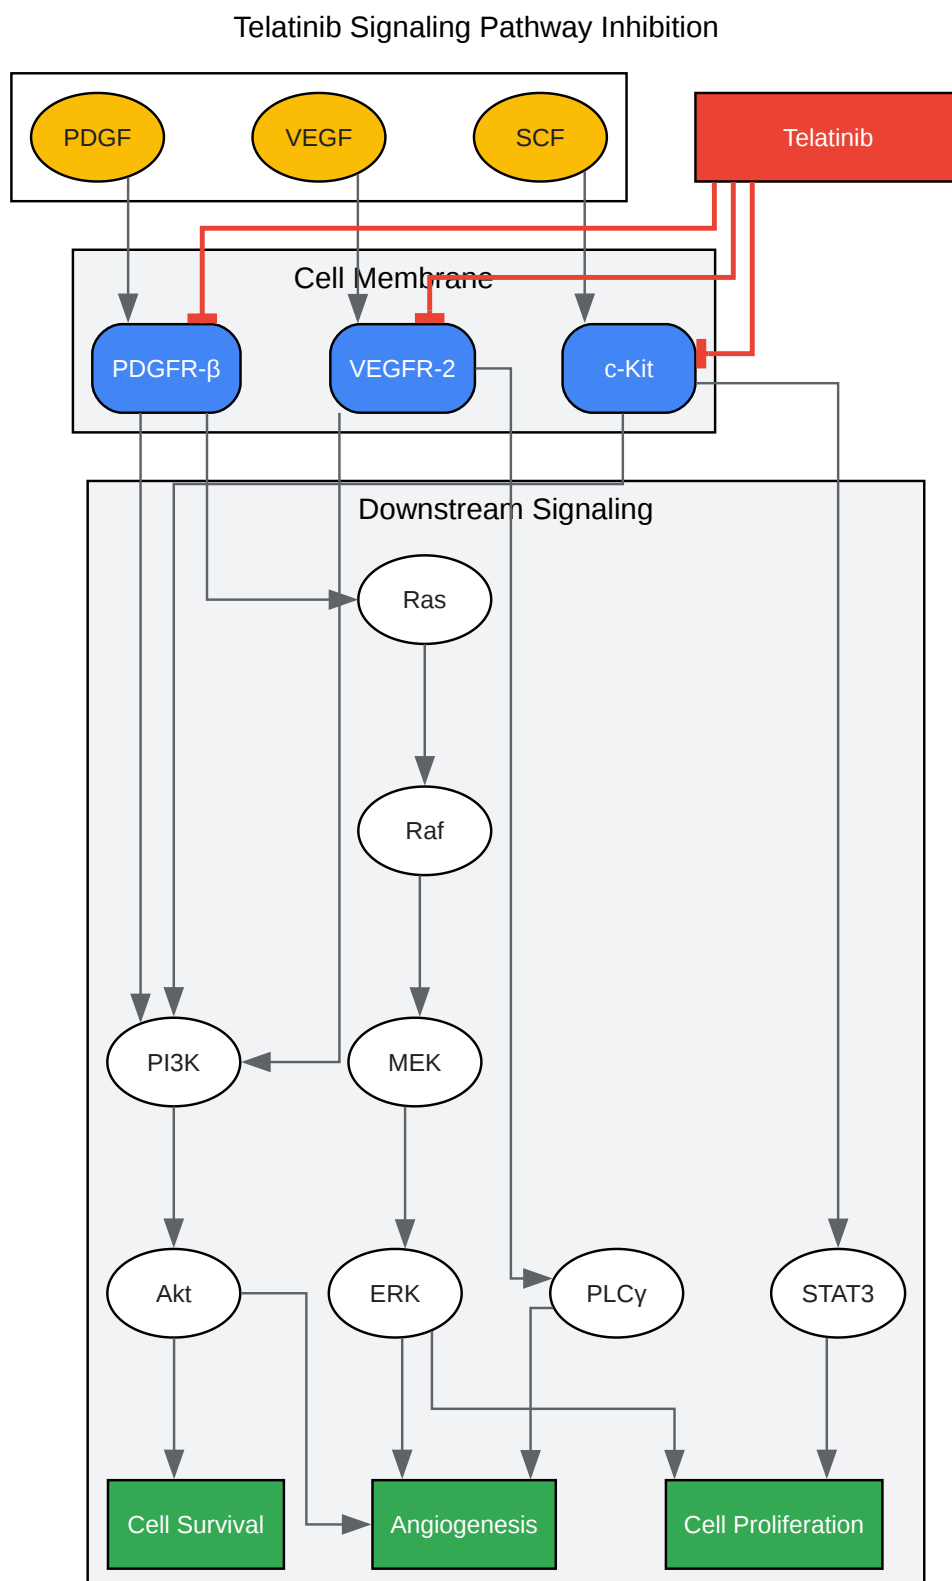 Telatinib Signaling Pathway Inhibition
PDGF
VEGF
SCF
Telatinib
Cell Membrane
PDGFR-β
VEGFR-2
c-Kit
Downstream Signaling
Ras
Raf
PI3K
MEK
Akt
ERK
PLCγ
STAT3
Cell Survival
Angiogenesis
Cell Proliferation